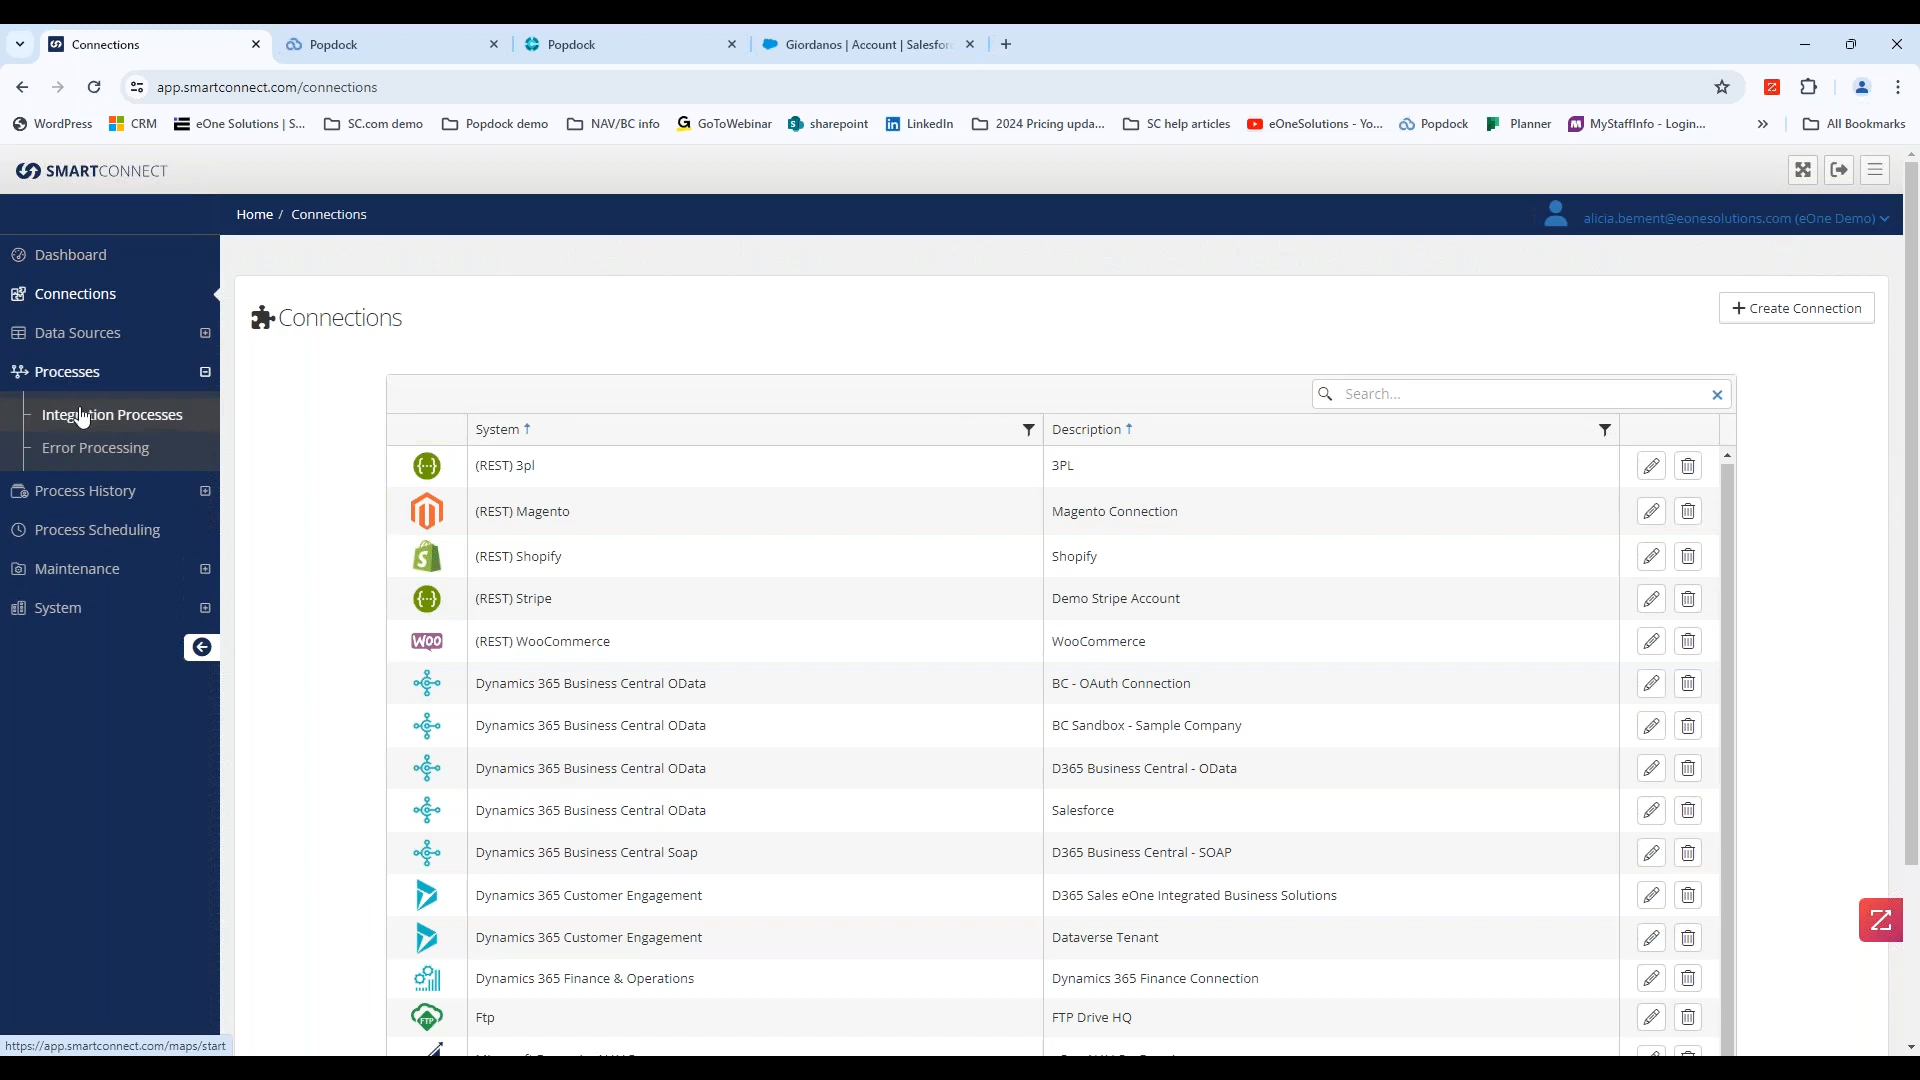 Connections
Popdock
Popdock
Giordanos | Account | Salesfor
app.smartconnect.com/connections
WordPress
CRM
eOne Solutions | S...
SC.com demo
Popdock demo
NAV/BC info
GoToWebinar
sharepoint
LinkedIn
2024 Pricing upda...
SC help articles
eOneSolutions - Yo...
Popdock
Planner
MyStaffInfo - Login...
All Bookmarks
SMARTCONNECT
Home / Connections
alicia.bement@eonesolutions.com (eOne Demo)
Dashboard
Connections
Data Sources
Processes
Integration Processes
Error Processing
Process History
Process Scheduling
Maintenance
System
Connections
Create Connection
Search...
System
Description
(REST) 3pl
3PL
(REST) Magento
Magento Connection
(REST) Shopify
Shopify
(REST) Stripe
Demo Stripe Account
WOO
(REST) WooCommerce
WooCommerce
Dynamics 365 Business Central OData
BC - OAuth Connection
Dynamics 365 Business Central OData
BC Sandbox - Sample Company
Dynamics 365 Business Central OData
D365 Business Central - OData
Dynamics 365 Business Central OData
Salesforce
Dynamics 365 Business Central Soap
D365 Business Central - SOAP
Dynamics 365 Customer Engagement
D365 Sales eOne Integrated Business Solutions
Dynamics 365 Customer Engagement
Dataverse Tenant
Dynamics 365 Finance & Operations
Dynamics 365 Finance Connection
FTP
Ftp
FTP Drive HQ
https://app.smartconnect.com/maps/start